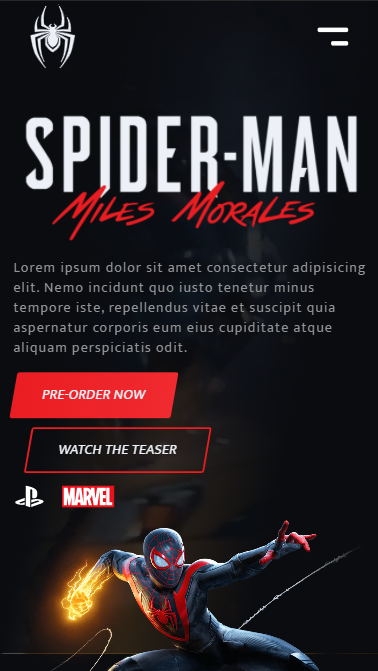 SPIDER-MAN
MILES MORALES
Lorem ipsum dolor sit amet consectetur adipisicing
elit. Nemo incidunt quo iusto tenetur minus
tempore iste, repellendus vitae et suscipit quia
aspernatur corporis eum eius cupiditate atque
aliquam perspiciatis odit.
PRE-ORDER NOW
WATCH THE TEASER
MARVEL